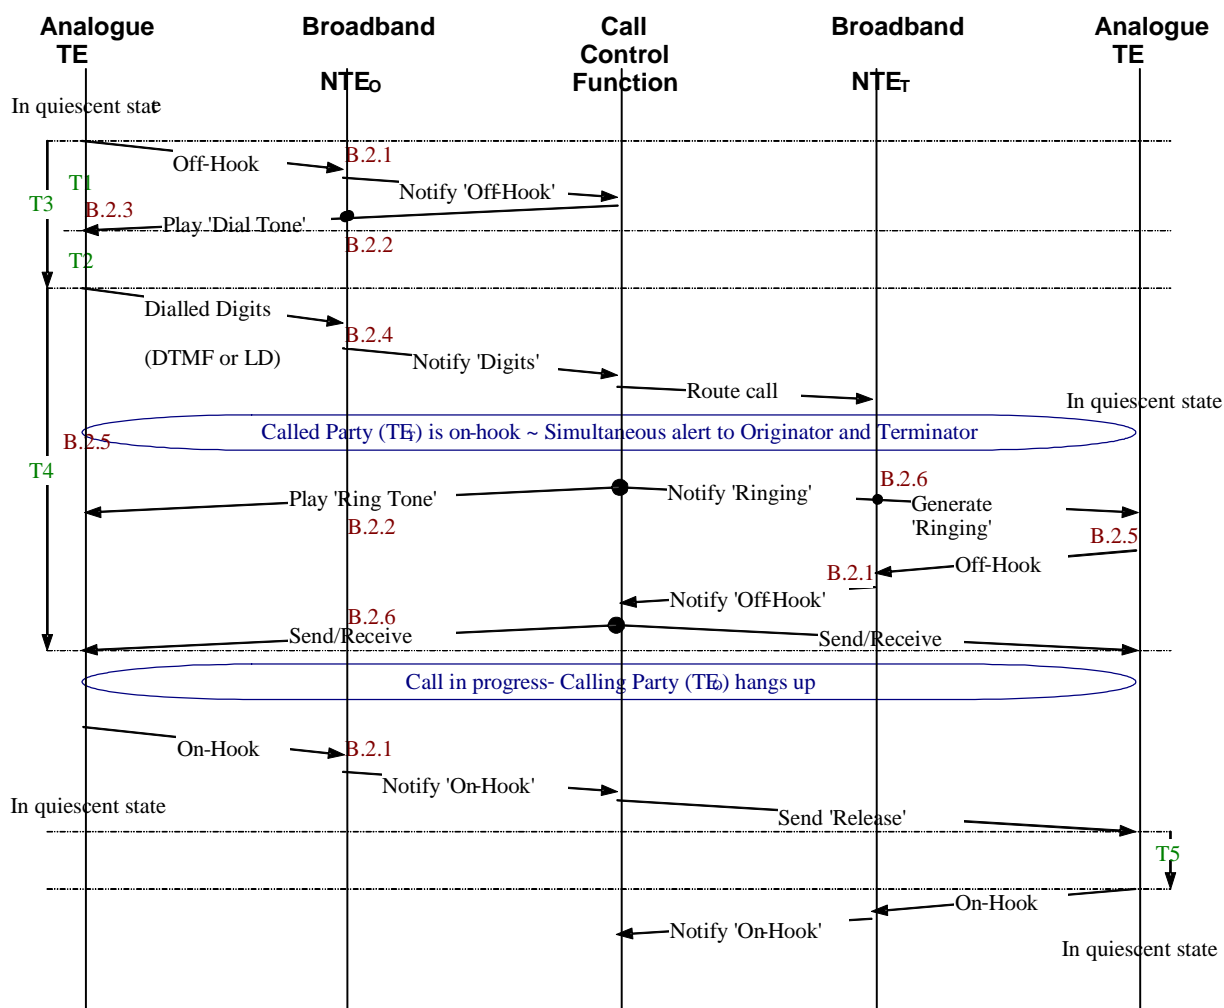 Analogue TE
Broadband NTEO
Call Control Function
Broadband NTET
Analogue TE
In quiescent state
Off-Hook
B.2.1
T1
Notify 'Off-Hook'
T3
B.2.3
Play 'Dial Tone'
B.2.2
T2
Dialled Digits
B.2.4
(DTMF or LD)
Notify 'Digits'
Route call
In quiescent state
Called Party (TET) is on-hook ~ Simultaneous alert to Originator and Terminator
B.2.5
T4
B.2.6
Play 'Ring Tone'
Notify 'Ringing'
Generate
'Ringing'
B.2.2
B.2.5
Off-Hook
B.2.1
Notify 'Off-Hook'
B.2.6
Send/Receive
Send/Receive
Call in progress- Calling Party (TEO) hangs up
On-Hook
B.2.1
Notify 'On-Hook'
In quiescent state
Send 'Release'
T5
On-Hook
Notify 'On-Hook'
In quiescent state